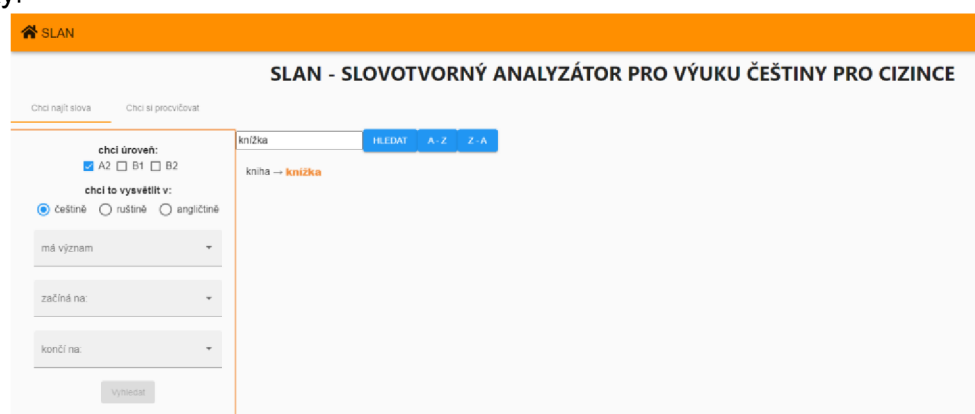 y.
SLAN
SLAN - SLOVOTVORNÝ ANALYZÁTOR PRO VÝUKU ČEŠTINY PRO CIZINCE
Chci najít slova Chci si procvičovat
knížka HLEDAT A - Z Z - A
chci úroveň:
A2 B1 B2
kniha → knížka
chci to vysvětlit v:
češtině ruštině angličtině
má význam
začíná na:
končí na:
Vyhledat